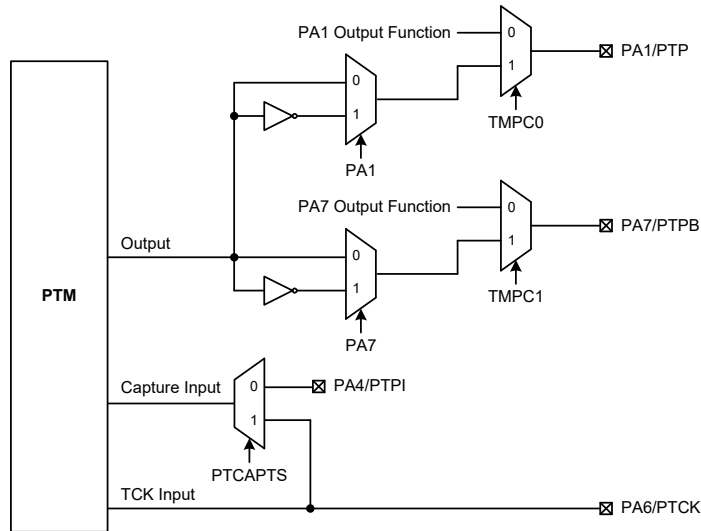 PA1 Output Function
0
1
PA1/PTP
TMPC0
0
1
PA1
PA7 Output Function
0
1
PA7/PTPB
TMPC1
Output
0
1
PA7
PTM
Capture Input
0
1
PA4/PTPI
PTCAPTS
TCK Input
PA6/PTCK